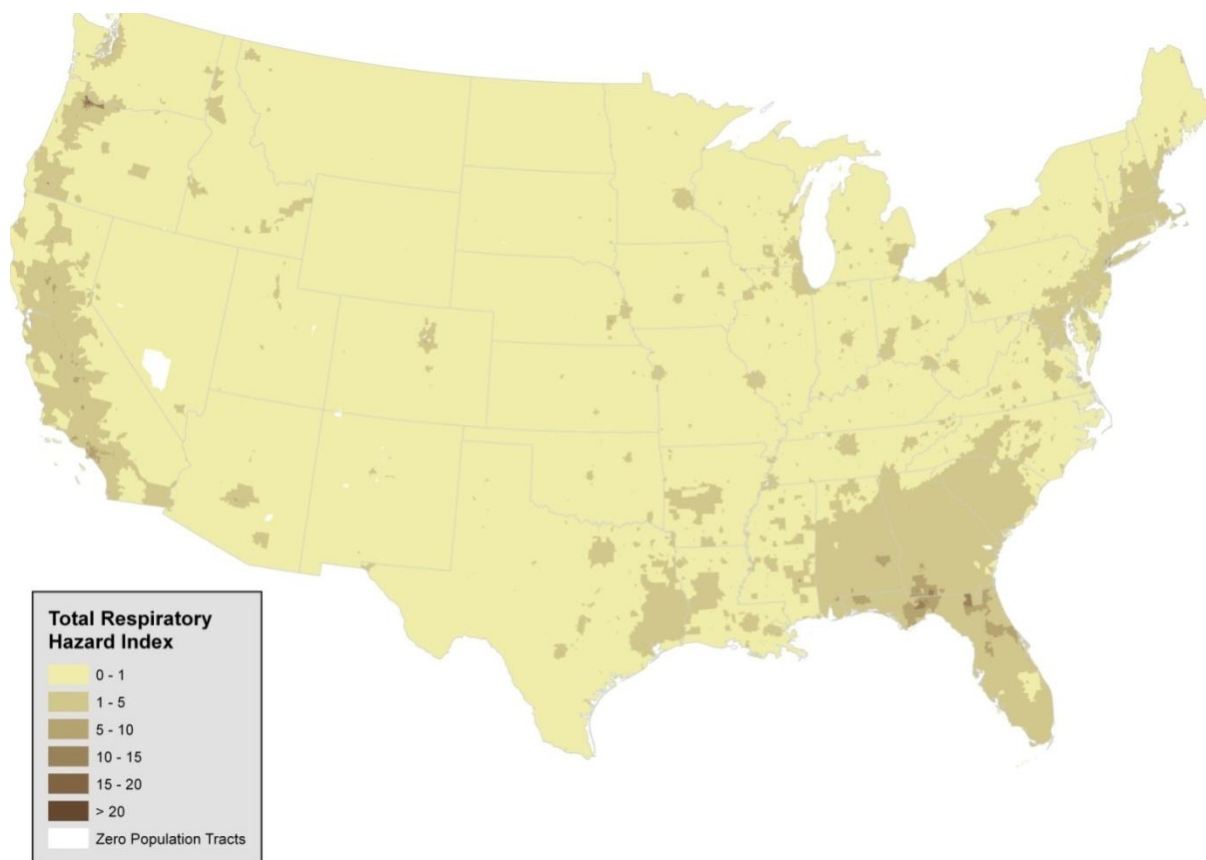 Total Respiratory
Hazard Index
0 - 1
1 - 5
5 - 10
10 - 15
15 - 20
> 20
Zero Population Tracts